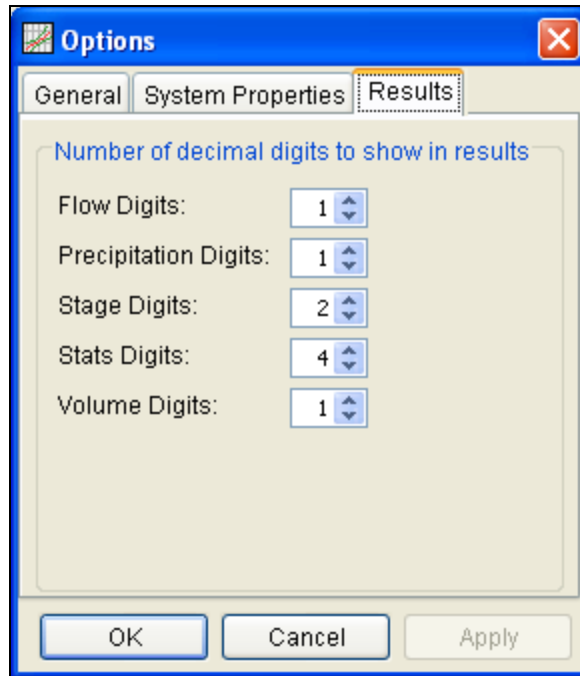 Options
General System Properties Results
Number of decimal digits to show in results
Flow Digits: 1
Precipitation Digits: 1
Stage Digits: 2
Stats Digits: 4
Volume Digits: 1
OK Cancel Apply